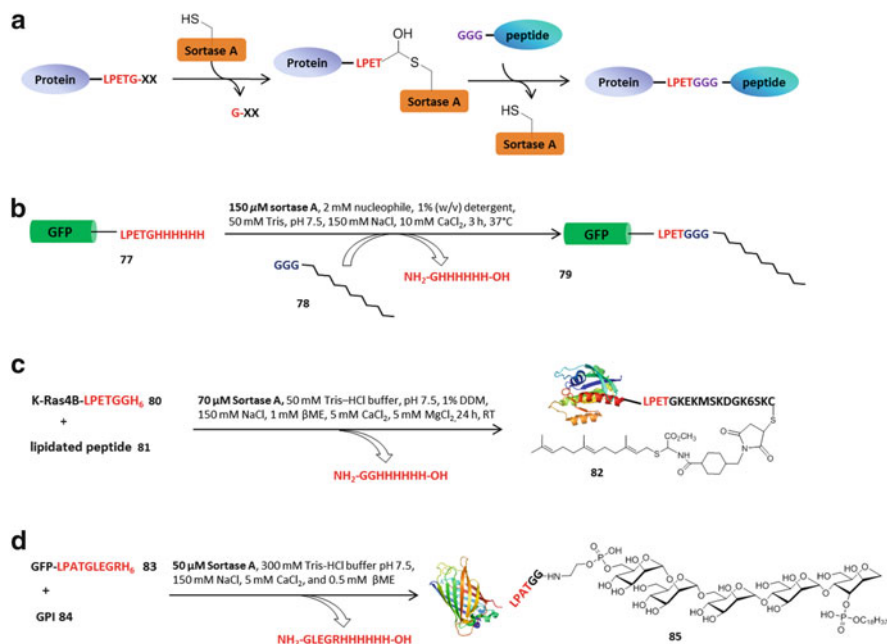 a
HS
Sortase A
Protein
LPETG-XX
G-XX
OH
Protein
LPET
S
Sortase A
GGG
peptide
HS
Sortase A
Protein
LPETGGG
peptide
b
GFP
LPETGHHHHHH
77
150 µM sortase A, 2 mM nucleophile, 1% (w/v) detergent,
50 mM Tris, pH 7.5, 150 mM NaCl, 10 mM CaCl2, 3 h, 37°C
GGG
78
NH2-GHHHHHH-OH
GFP
LPETGGG
79
c
K-Ras4B-LPETGGH6 80
+
lipidated peptide 81
70 µM Sortase A, 50 mM Tris–HCl buffer, pH 7.5, 1% DDM,
150 mM NaCl, 1 mM βME, 5 mM CaCl2, 5 mM MgCl2, 24 h, RT
NH2-GGHHHHHH-OH
LPETGKEKMSKDGK6SKC
S
CO2CH3
S
NH
O
N
O
O
82
d
GFP-LPATGLEGRH6 83
+
GPI 84
50 µM Sortase A, 300 mM Tris-HCl buffer pH 7.5,
150 mM NaCl, 5 mM CaCl2, and 0.5 mM βME
NH2-GLEGRHHHHHH-OH
LPATGG
85